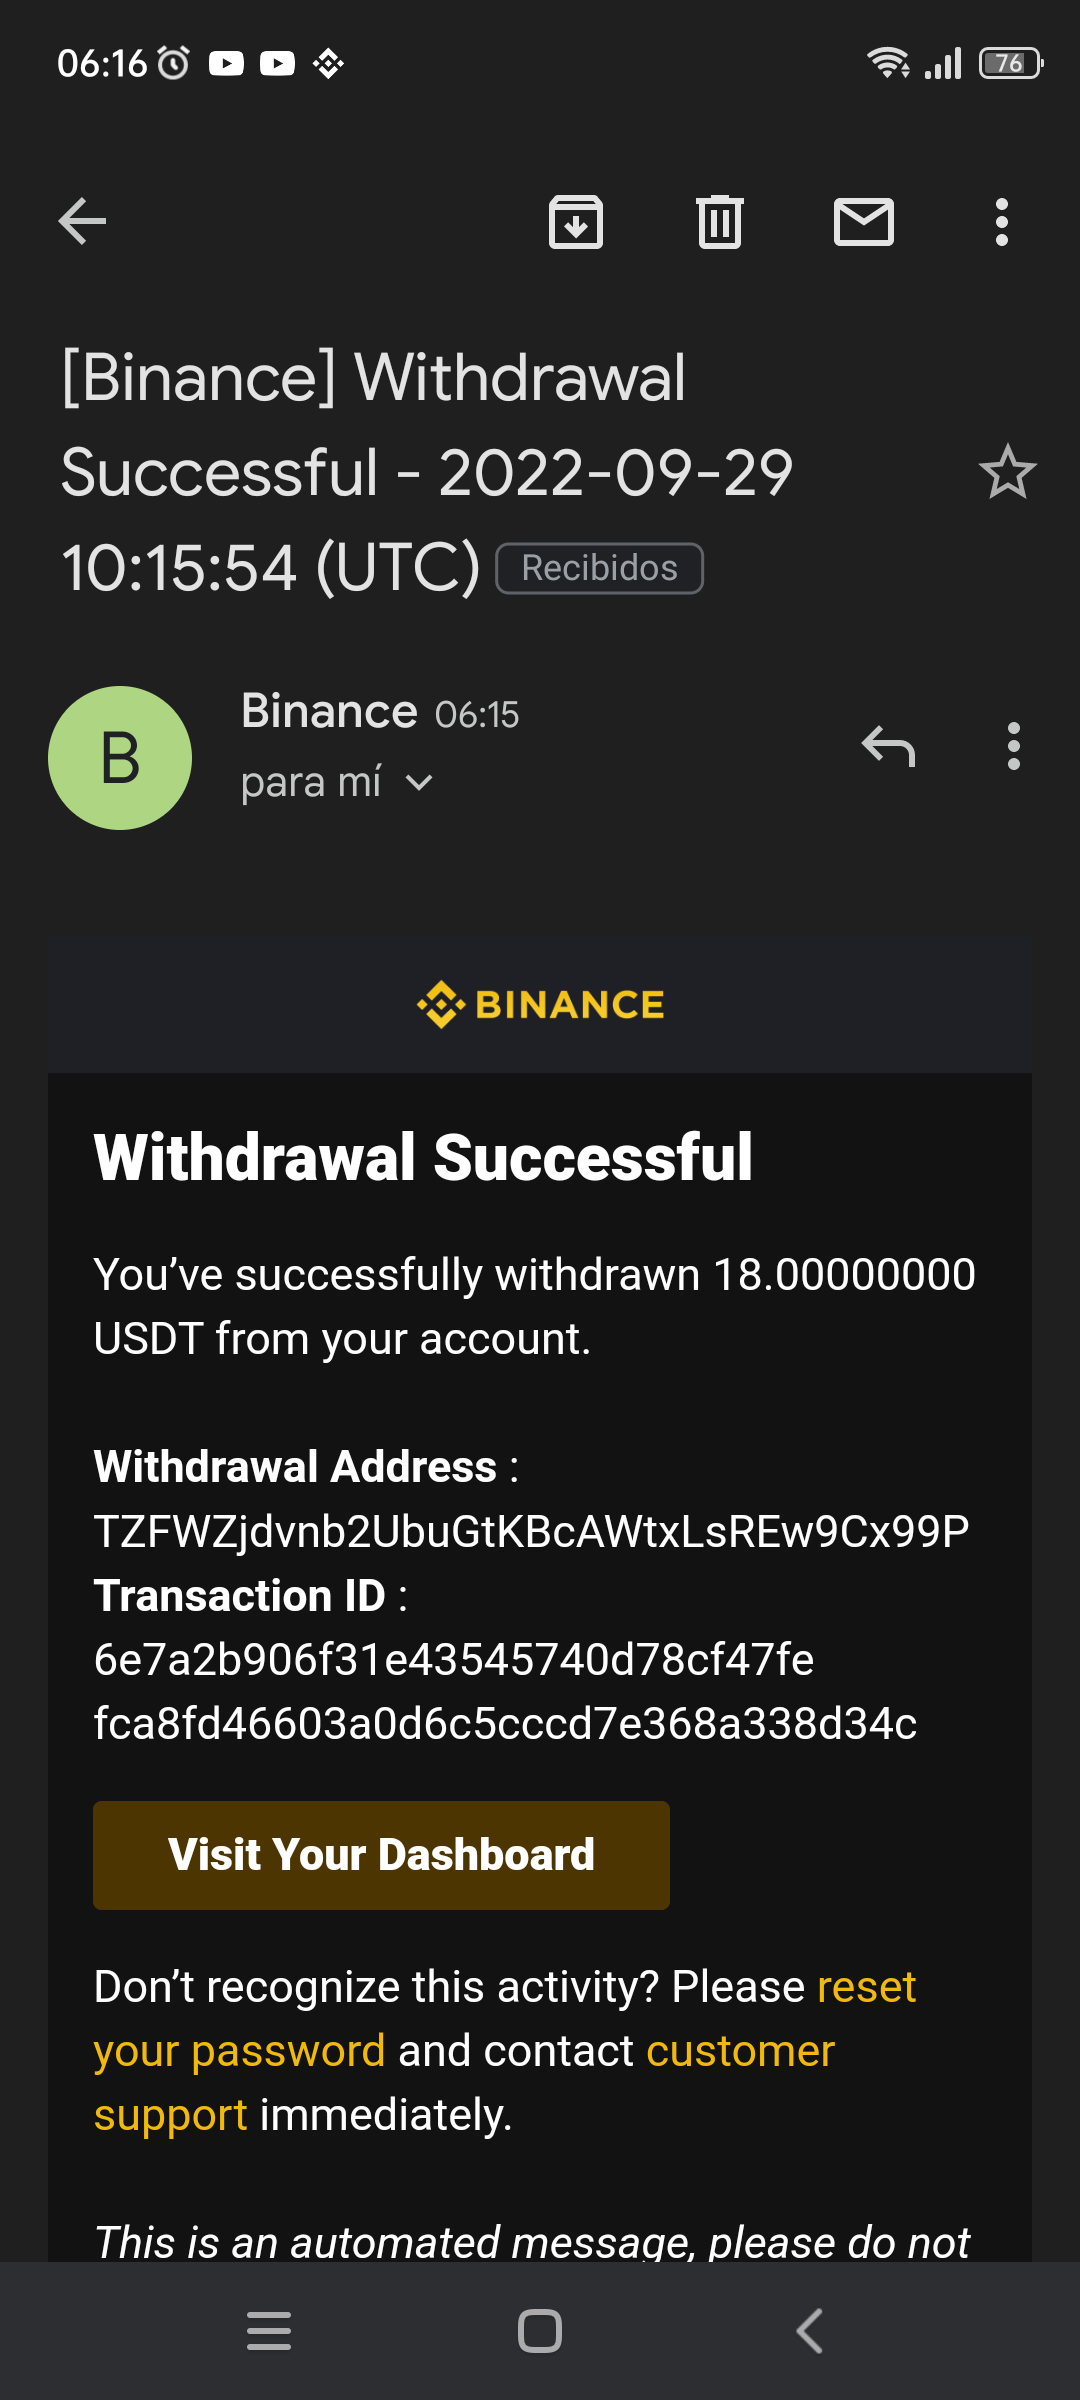 06:16
76
[Binance] Withdrawal
Successful - 2022-09-29
10:15:54 (UTC) Recibidos
B
Binance 06:15
para mí
BINANCE
Withdrawal Successful
You’ve successfully withdrawn 18.00000000
USDT from your account.
Withdrawal Address :
TZFWZjdvnb2UbuGtKBcAWtxLsREw9Cx99P
Transaction ID :
6e7a2b906f31e43545740d78cf47fe
fca8fd46603a0d6c5cccd7e368a338d34c
Visit Your Dashboard
Don’t recognize this activity? Please reset
your password and contact customer
support immediately.
This is an automated message, please do not